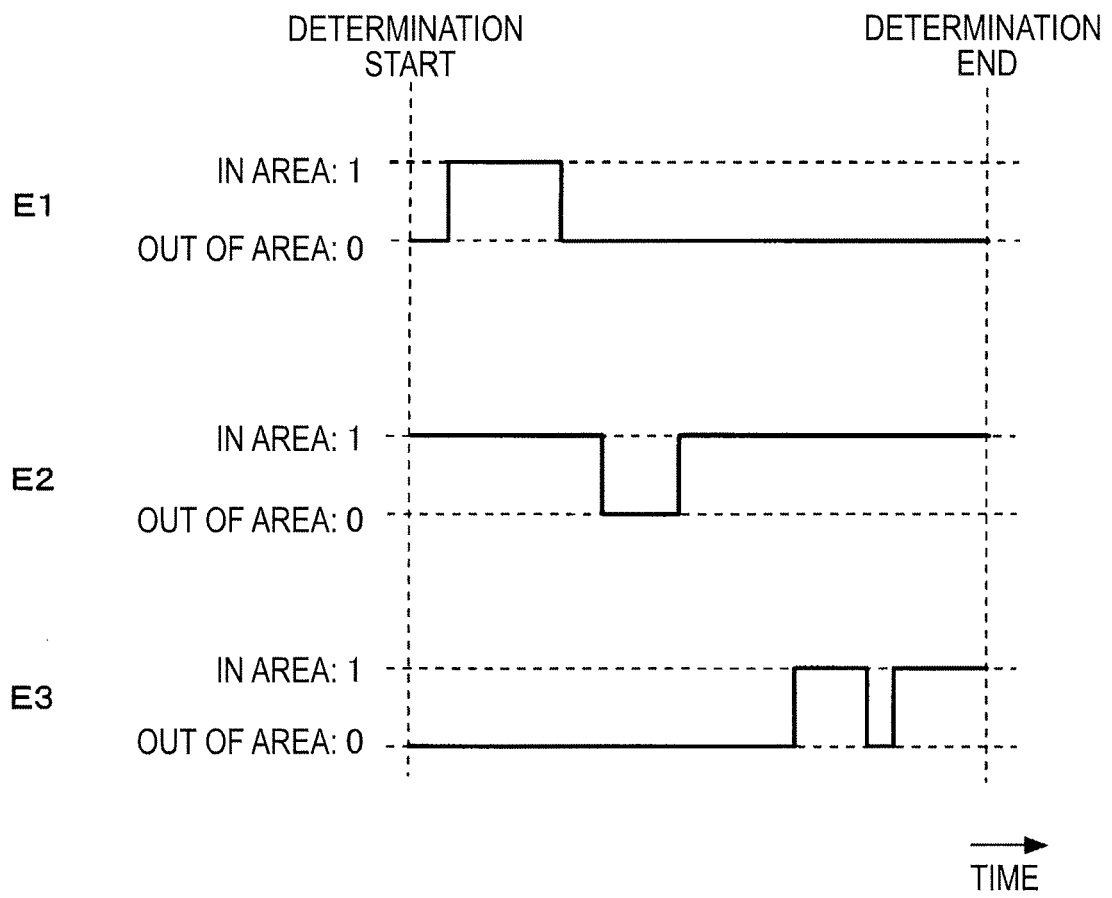 DETERMINATION
START
DETERMINATION
END
IN AREA: 1
E1
OUT OF AREA: 0
IN AREA: 1
E2
OUT OF AREA: 0
IN AREA: 1
E3
OUT OF AREA: 0
TIME